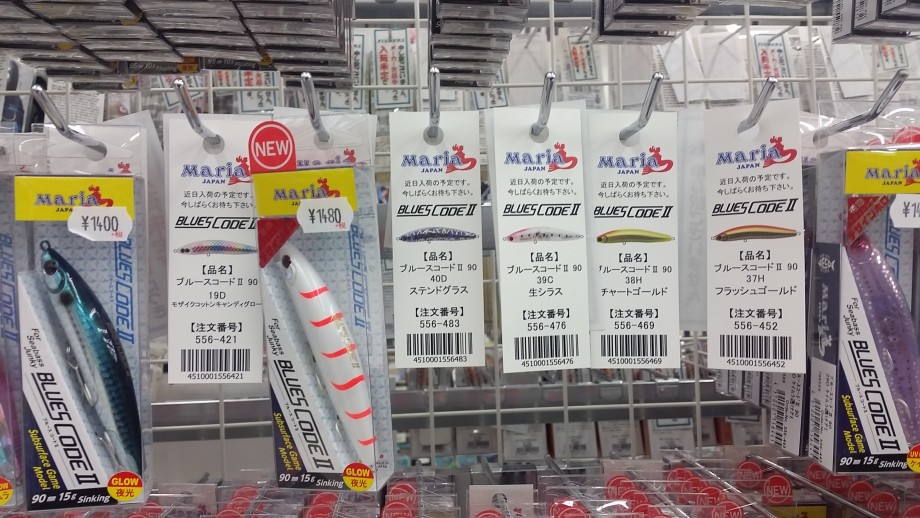 Maria
JAPAN
¥1400
BLUES CODE II
For Seabass Junky
BLUES CODE II
Subsurface Game Model
90mm 15g Sinking
GLOW
夜光
Maria
JAPAN
近日入荷の予定です。
今しばらくお待ち下さい。
BLUES CODE II
【品名】
ブルースコードⅡ 90
19D
モザイクコットンキャンディグロー
【注文番号】
556-421
4510001556421
NEW
Maria
¥1480
For Seabass Junky
BLUES CODE II
Subsurface Game Model
90mm 15g Sinking
GLOW
夜光
Maria
JAPAN
近日入荷の予定です。
今しばらくお待ち下さい。
BLUES CODE II
【品名】
ブルースコードⅡ 90
40D
ステンドグラス
【注文番号】
556-483
4510001556483
Maria
JAPAN
近日入荷の予定です。
今しばらくお待ち下さい。
BLUES CODE II
【品名】
ブルースコードⅡ 90
39C
生シラス
【注文番号】
556-476
4510001556476
Maria
JAPAN
近日入荷の予定です。
今しばらくお待ち下さい。
BLUES CODE II
【品名】
ブルースコードⅡ 90
38H
チャートゴールド
【注文番号】
556-469
4510001556469
Maria
JAPAN
近日入荷の予定です。
今しばらくお待ち下さい。
BLUES CODE II
【品名】
ブルースコードⅡ 90
37H
フラッシュゴールド
【注文番号】
556-452
4510001556452
Maria
JAPAN
For Seabass Junky
BLUES CODE II
Subsurface Game Model
90mm 15g Sinking
NEW